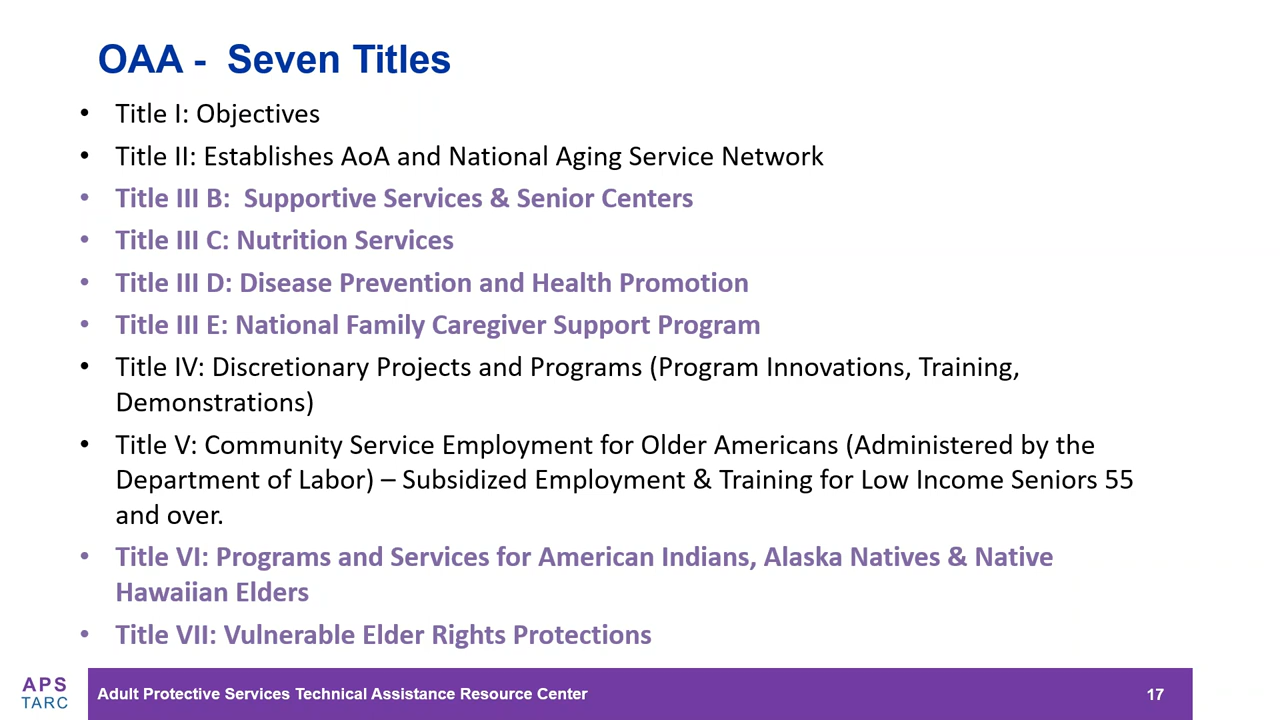 OAA -  Seven Titles
• Title I: Objectives
• Title II: Establishes AoA and National Aging Service Network
• Title III B:  Supportive Services & Senior Centers
• Title III C: Nutrition Services
• Title III D: Disease Prevention and Health Promotion
• Title III E: National Family Caregiver Support Program
• Title IV: Discretionary Projects and Programs (Program Innovations, Training,
Demonstrations)
• Title V: Community Service Employment for Older Americans (Administered by the
Department of Labor) – Subsidized Employment & Training for Low Income Seniors 55
and over.
• Title VI: Programs and Services for American Indians, Alaska Natives & Native
Hawaiian Elders
• Title VII: Vulnerable Elder Rights Protections
APS
TARC
Adult Protective Services Technical Assistance Resource Center
17